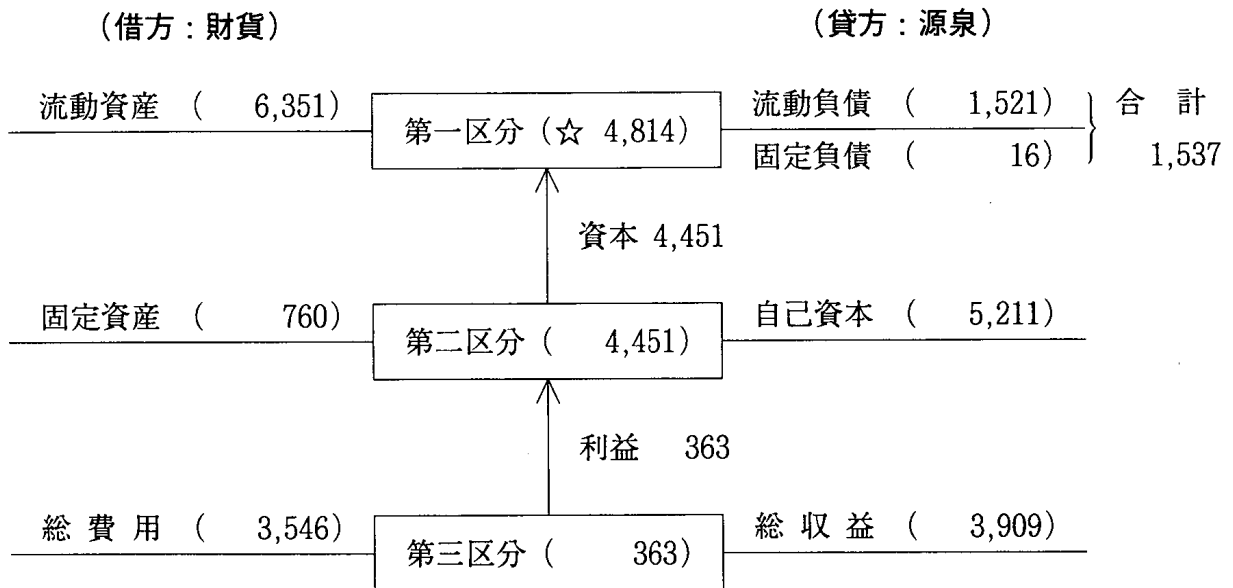 （借方：財貨） （貸方：源泉）
流動資産 （ 6,351） 第一区分（☆ 4,814） 流動負債 （ 1,521） 合 計
固定負債 （ 16） 1,537
資本 4,451
固定資産 （ 760） 第二区分（ 4,451） 自己資本 （ 5,211）
利益 363
総 費 用 （ 3,546） 第三区分（ 363） 総 収 益 （ 3,909）